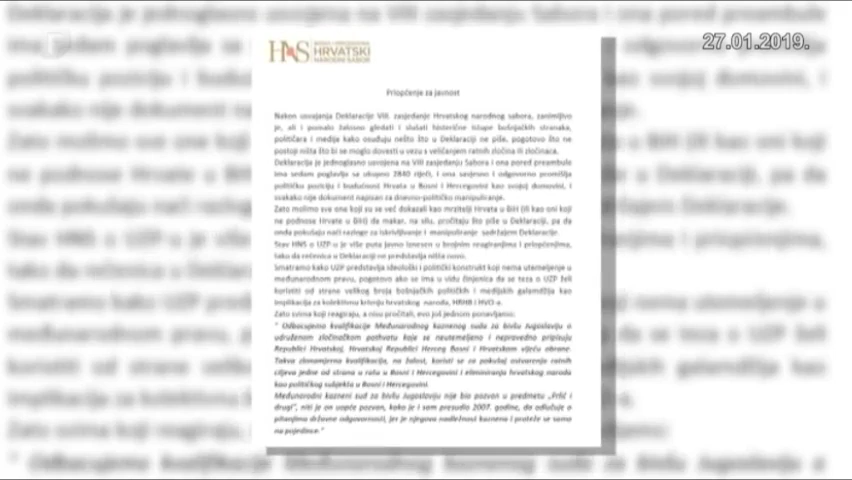 27.01.2019.
HNS
BOSNA I HERCEGOVINA
HRVATSKI
NARODNI SABOR
Priopćenje za javnost
Nakon usvajanja Deklaracije VIII. zasjedanje Hrvatskog narodnog sabora, zanimljivo
je, ali i pomalo žalosno gledati i slušati histerične istupe bošnjačkih stranaka,
političara i medija kako osuđuju nešto što u Deklaraciji ne piše, pogotovo što ne
postoji ništa što bi se moglo dovesti u vezu s veličanjem ratnih zločina ili zločinaca.
Deklaracija je jednoglasno usvojena na VIII zasjedanju Sabora i ona pored preambule
ima sedam poglavlja sa ukupno 2840 riječi, i ona savjesno i odgovorno promišlja
političku poziciju i budućnost Hrvata u Bosni i Hercegovini kao svojoj domovini, i
svakako nije dokument napisan za dnevno-političko manipuliranje.
Zato molimo sve one koji su se već dokazali kao mrzitelji Hrvata u BiH (ili kao oni koji
ne podnose Hrvate u BiH) da makar, na silu, pročitaju što piše u Deklaraciji, pa da
onda pokušaju naći razloge za iskrivljivanje i manipuliranje sadržajem Deklaracije.
Stav HNS o UZP-u je više puta javno iznesen u brojnim reagiranjima i priopćenjima,
tako da rečenica u Deklaraciji ne predstavlja ništa novo.
Smatramo kako UZP predstavlja ideološki i politički konstrukt koji nema utemeljenje u
međunarodnom pravu, pogotovo ako se ima u vidu činjenica da se teza o UZP želi
koristiti od strane velikog broja bošnjačkih političkih i medijskih galamdžija kao
implikacija za kolektivnu krivnju hrvatskog naroda, HRHB i HVO-a.
Zato svima koji reagiraju, a nisu pročitali, evo još jednom ponavljamo:
" Odbacujemo kvalifikacije Međunarodnog kaznenog suda za bivšu Jugoslaviju o
udruženom zločinačkom pothvatu koje se neutemeljeno i nepravedno pripisuju
Republici Hrvatskoj, Hrvatskoj Republici Herceg Bosni i Hrvatskom vijeću obrane.
Takva zlonamjerna kvalifikacija, na žalost, koristi se za pokušaj ostvarenja ratnih
ciljeva jedne od strana u ratu u Bosni i Hercegovini i eliminiranja hrvatskog naroda
kao političkog subjekta u Bosni i Hercegovini.
Međunarodni kazneni sud za bivšu Jugoslaviju nije bio pozvan u predmetu „Prlić i
drugi", niti je on uopće pozvan, kako je i sam presudio 2007. godine, da odlučuje o
pitanjima državne odgovornosti, jer je njegova nadležnost kaznena i proteže se samo
na pojedince."